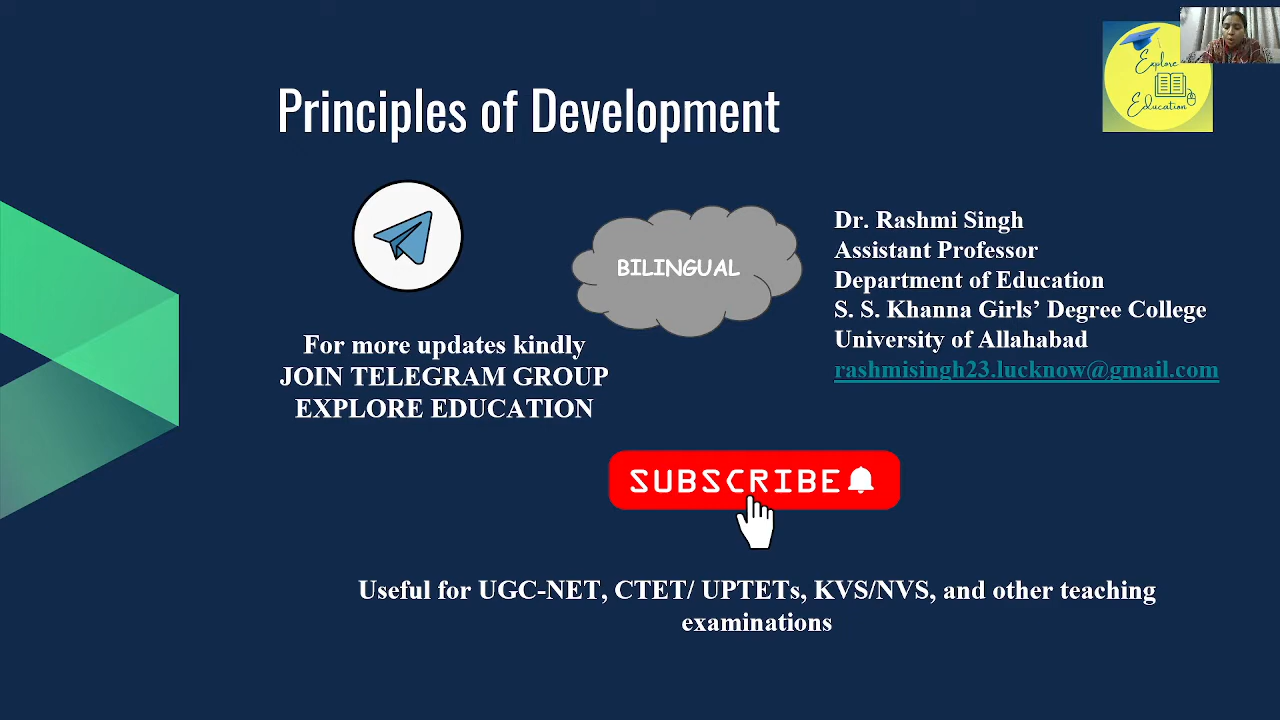 Explore
Education
Principles of Development
BILINGUAL
Dr. Rashmi Singh
Assistant Professor
Department of Education
S. S. Khanna Girls’ Degree College
University of Allahabad
rashmisingh23.lucknow@gmail.com
For more updates kindly
JOIN TELEGRAM GROUP
EXPLORE EDUCATION
SUBSCRIBE
Useful for UGC-NET, CTET/ UPTETs, KVS/NVS, and other teaching
examinations